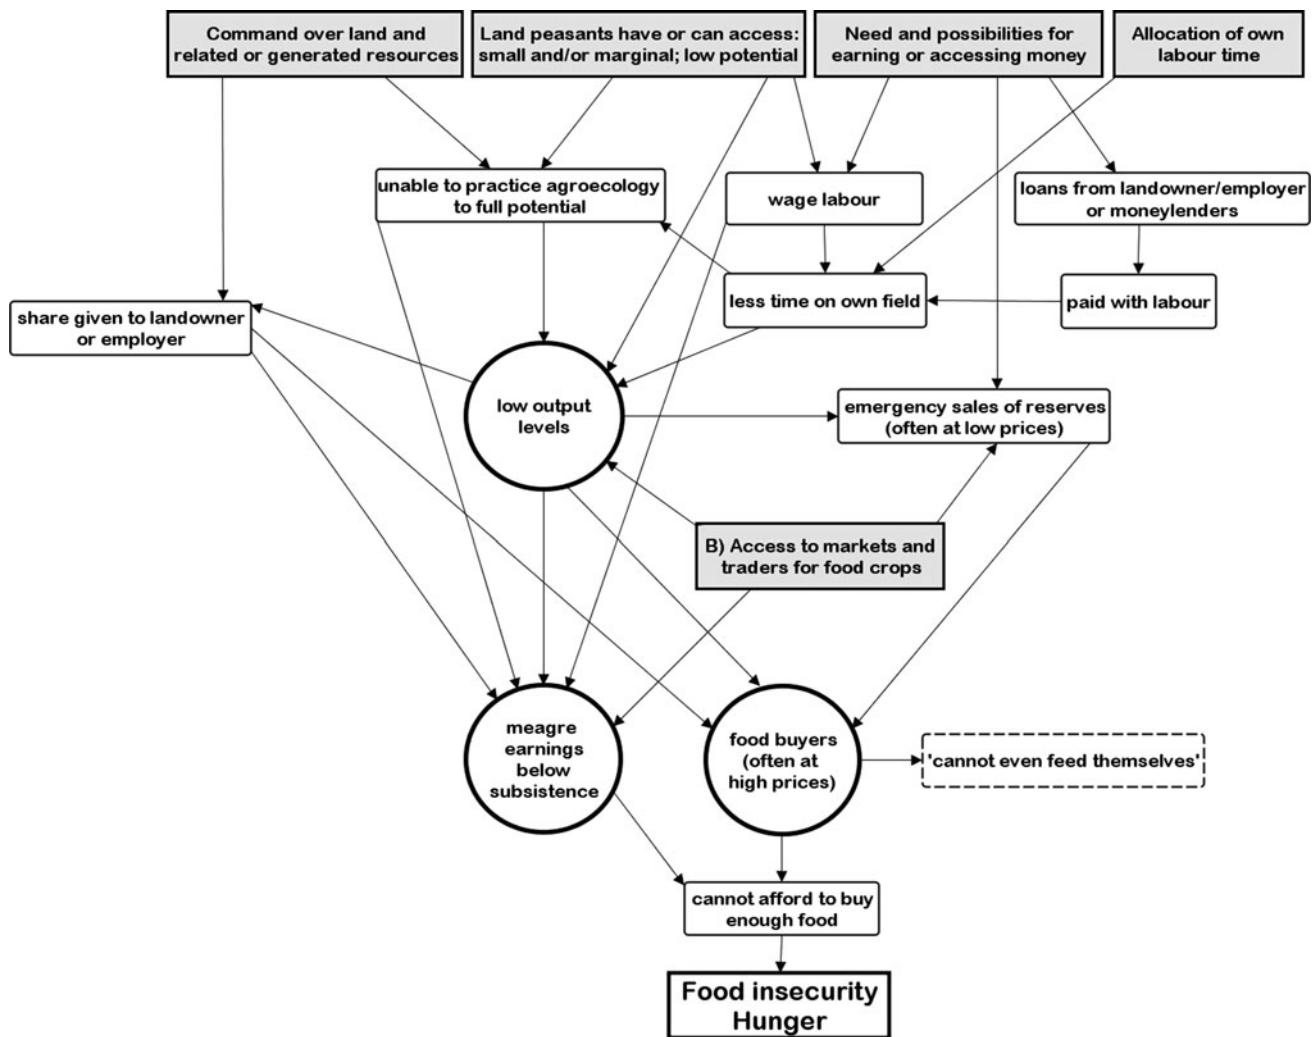 Command over land and
related or generated resources
Land peasants have or can access:
small and/or marginal; low potential
Need and possibilities for
earning or accessing money
Allocation of own
labour time
unable to practice agroecology
to full potential
wage labour
loans from landowner/employer
or moneylenders
share given to landowner
or employer
less time on own field
paid with labour
low output
levels
emergency sales of reserves
(often at low prices)
B) Access to markets and
traders for food crops
meagre
earnings
below
subsistence
food buyers
(often at
high prices)
'cannot even feed themselves'
cannot afford to buy
enough food
Food insecurity
Hunger